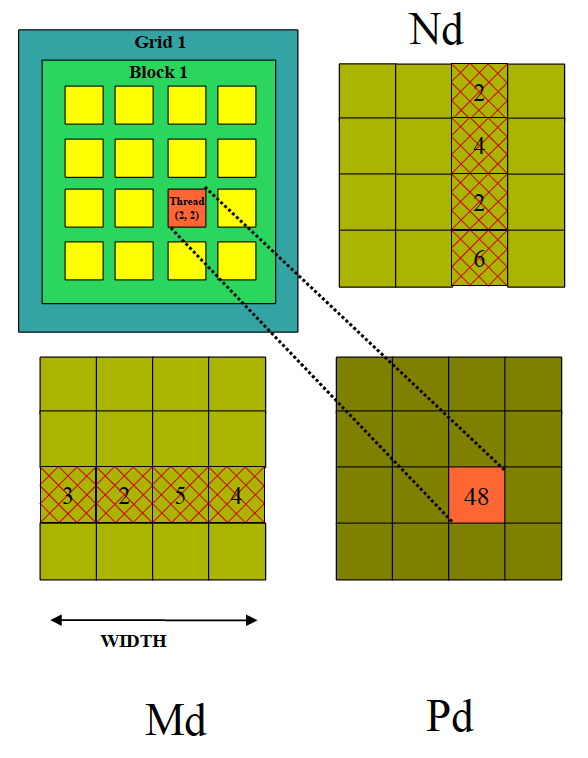 Grid 1
Block 1
Thread
(2, 2)
Nd
2
4
2
6
3 2 5 4
48
WIDTH
Md
Pd